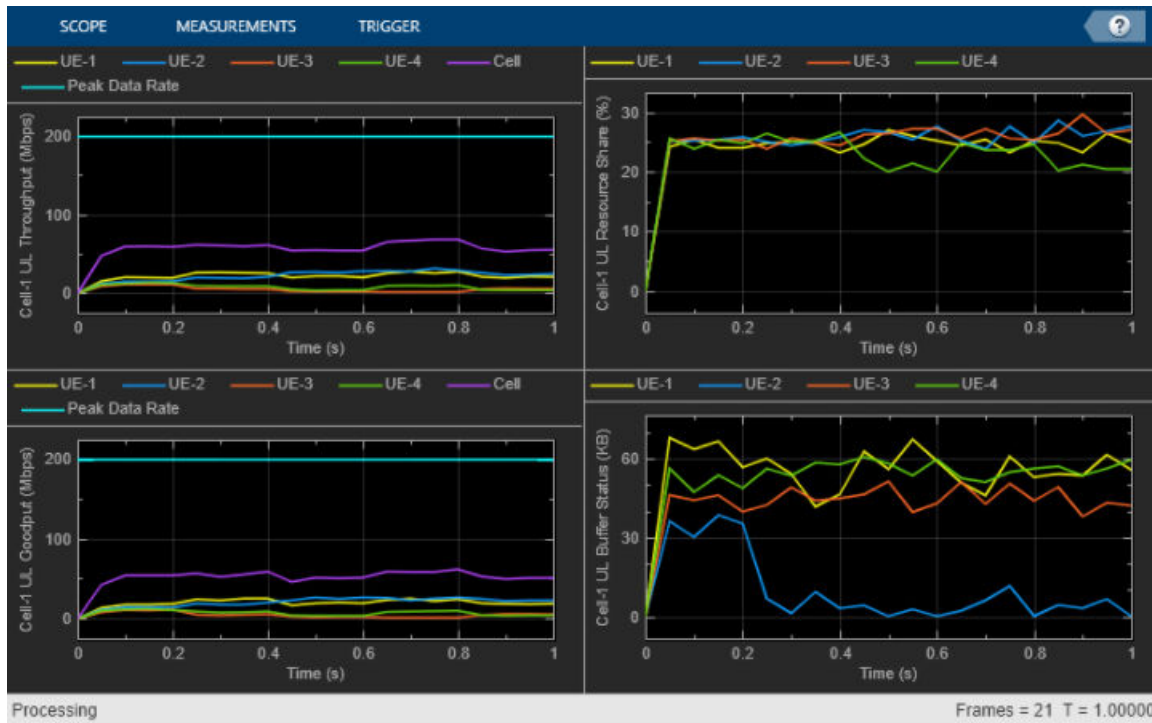 SCOPE MEASUREMENTS TRIGGER ?
UE-1 UE-2 UE-3 UE-4 Cell
Peak Data Rate
Cell-1 UL Throughput (Mbps)
200
100
0
0 0.2 0.4 0.6 0.8 1
Time (s)
UE-1 UE-2 UE-3 UE-4
Cell-1 UL Resource Share (%)
30
20
10
0
0 0.2 0.4 0.6 0.8 1
Time (s)
UE-1 UE-2 UE-3 UE-4 Cell
Peak Data Rate
Cell-1 UL Goodput (Mbps)
200
100
0
0 0.2 0.4 0.6 0.8 1
Time (s)
UE-1 UE-2 UE-3 UE-4
Cell-1 UL Buffer Status (KB)
60
30
0
0 0.2 0.4 0.6 0.8 1
Time (s)
Processing Frames = 21 T = 1.00000